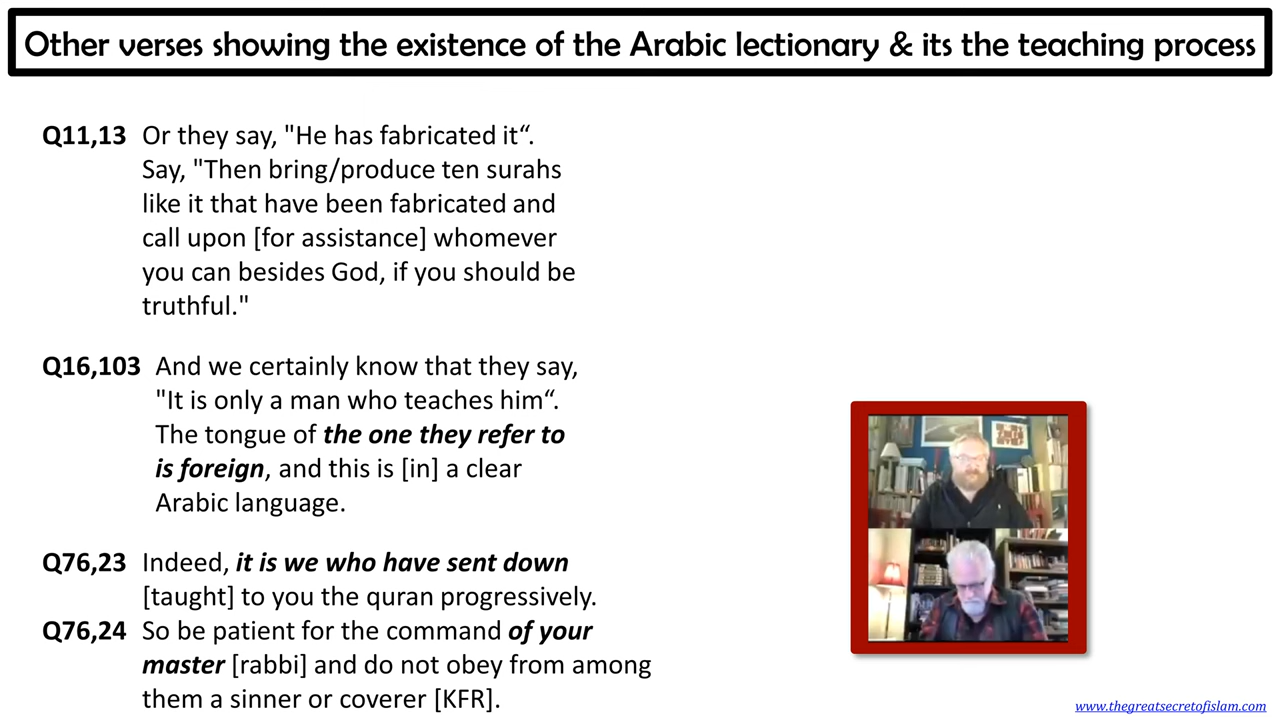 Other verses showing the existence of the Arabic lectionary & its the teaching process
Q11,13 Or they say, "He has fabricated it“.
Say, "Then bring/produce ten surahs
like it that have been fabricated and
call upon [for assistance] whomever
you can besides God, if you should be
truthful."
Q16,103 And we certainly know that they say,
"It is only a man who teaches him“.
The tongue of the one they refer to
is foreign, and this is [in] a clear
Arabic language.
Q76,23 Indeed, it is we who have sent down
[taught] to you the quran progressively.
Q76,24 So be patient for the command of your
master [rabbi] and do not obey from among
them a sinner or coverer [KFR].
www.thegreatsecretofislam.com